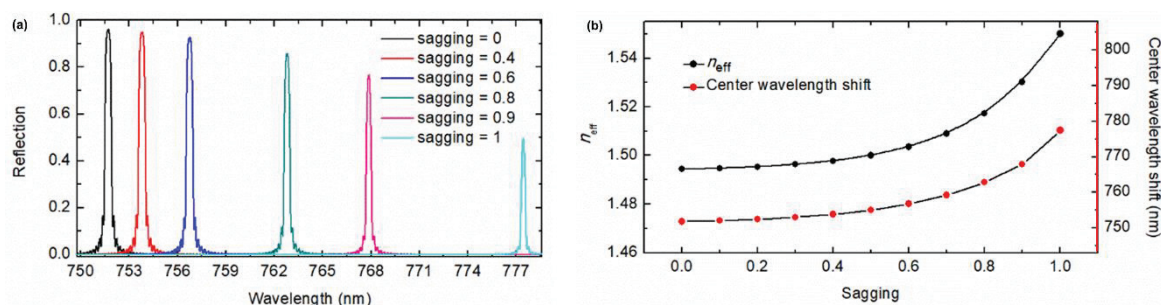 (a)
1.0
0.8
0.6
0.4
0.2
0.0
Reflection
sagging = 0
sagging = 0.4
sagging = 0.6
sagging = 0.8
sagging = 0.9
sagging = 1
750 753 756 759 762 765 768 771 774 777
Wavelength (nm)
(b)
1.54
1.52
1.50
1.48
1.46
neff
neff
Center wavelength shift
800
790
780
770
760
750
Center wavelength shift (nm)
0.0 0.2 0.4 0.6 0.8 1.0
Sagging